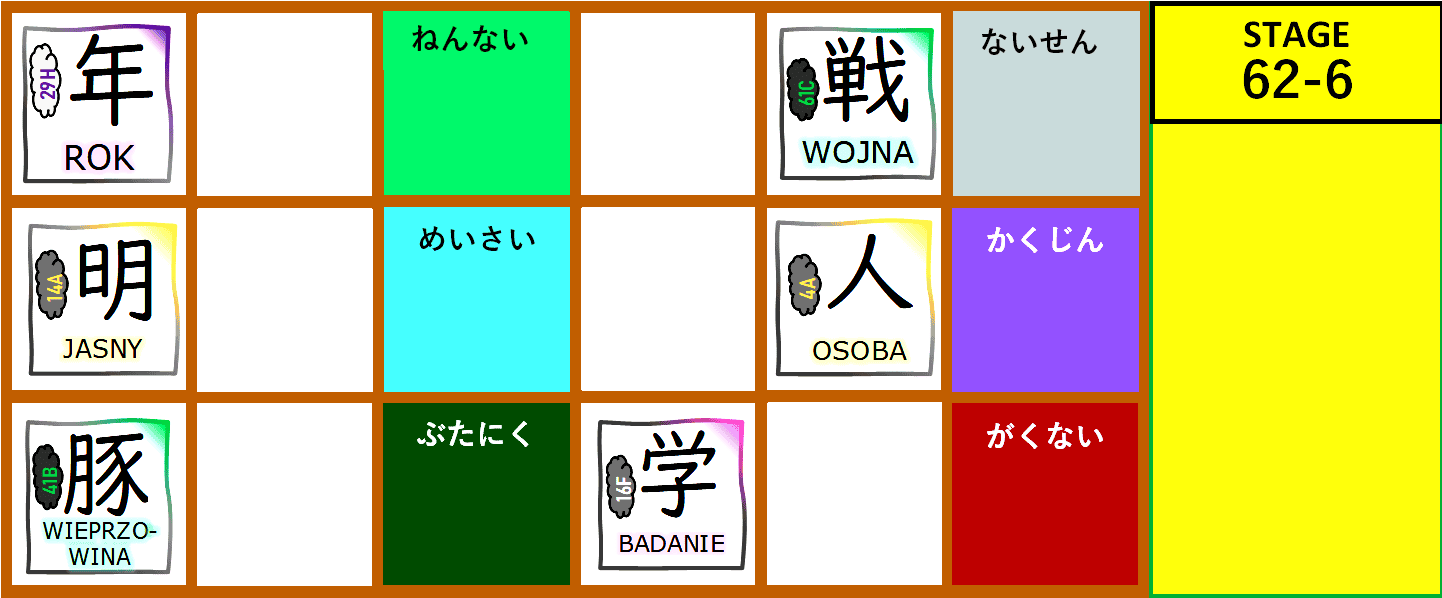 29H
年
ROK
ねんない
61C
戦
WOJNA
ないせん
STAGE
62-6
14A
明
JASNY
めいさい
4A
人
OSOBA
かくじん
41B
豚
WIEPRZO-
WINA
ぶたにく
16F
学
BADANIE
がくない